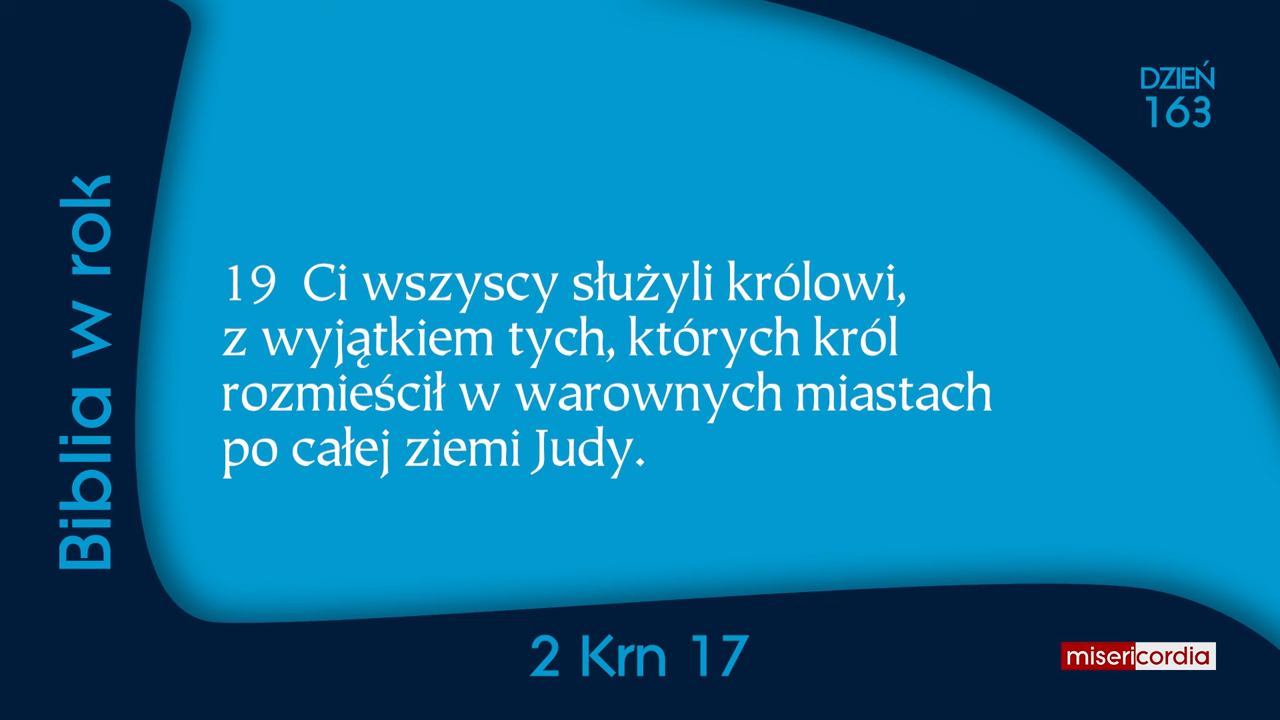 DZIEŃ
163
Biblia w rok
19 Ci wszyscy służyli królowi,
z wyjątkiem tych, których król
rozmieścił w warownych miastach
po całej ziemi Judy.
2 Krn 17
misericordia